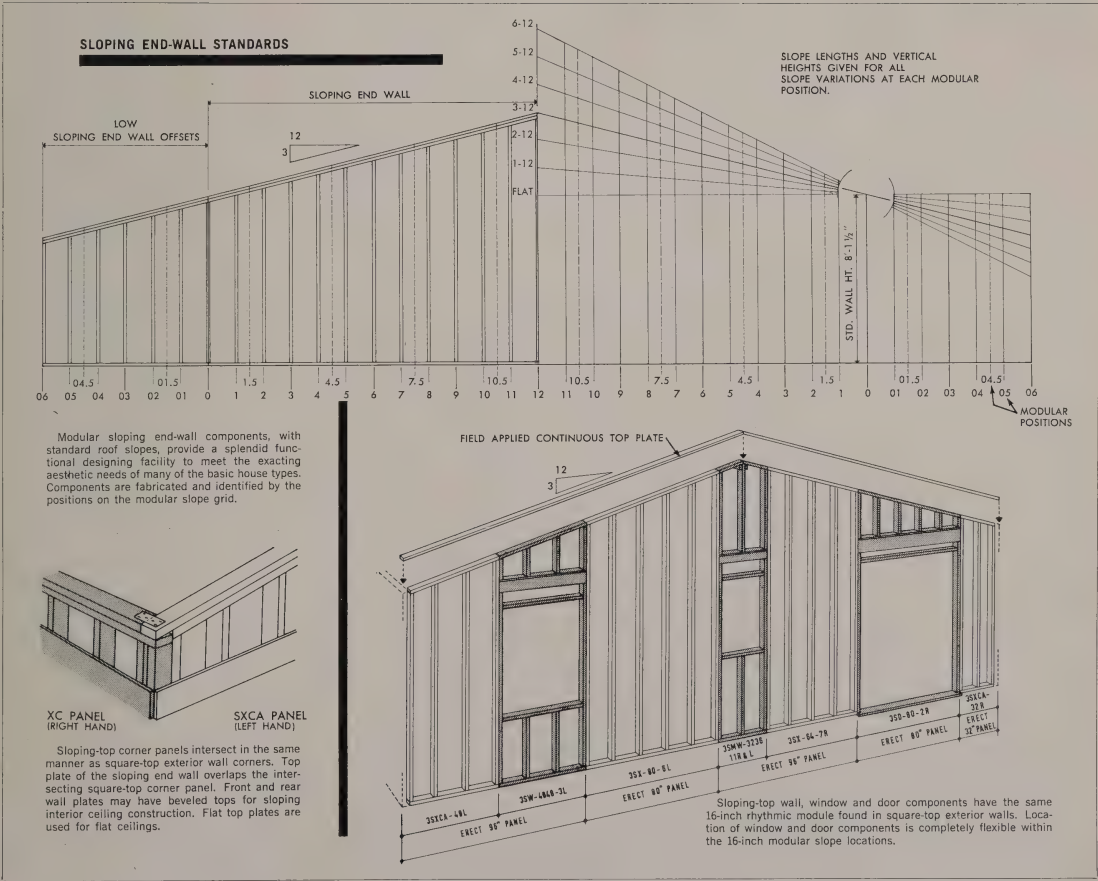 SLOPING END-WALL STANDARDS
6-12
5-12
4-12
3-12
2-12
1-12
FLAT
SLOPE LENGTHS AND VERTICAL
HEIGHTS GIVEN FOR ALL
SLOPE VARIATIONS AT EACH MODULAR
POSITION.
SLOPING END WALL
LOW
SLOPING END WALL OFFSETS
12
3
STD. WALL HT. 8'-1½"
04.5 01.5 1.5 4.5 7.5 10.5 10.5 7.5 4.5 1.5 01.5 04.5
06 05 04 03 02 01 0 1 2 3 4 5 6 7 8 9 10 11 12 11 10 9 8 7 6 5 4 3 2 1 0 01 02 03 04 05 06
MODULAR
POSITIONS
Modular sloping end-wall components, with
standard roof slopes, provide a splendid func-
tional designing facility to meet the exacting
aesthetic needs of many of the basic house types.
Components are fabricated and identified by the
positions on the modular slope grid.
XC PANEL
(RIGHT HAND)
SXCA PANEL
(LEFT HAND)
Sloping-top corner panels intersect in the same
manner as square-top exterior wall corners. Top
plate of the sloping end wall overlaps the inter-
secting square-top corner panel. Front and rear
wall plates may have beveled tops for sloping
interior ceiling construction. Flat top plates are
used for flat ceilings.
FIELD APPLIED CONTINUOUS TOP PLATE
12
3
3SXCA-48L
3SW-4848-3L
ERECT 96" PANEL
3SX-80-6L
ERECT 80" PANEL
3SMW-3236
11R & L
3SX-64-7R
ERECT 96" PANEL
3SD-80-2R
ERECT 80" PANEL
3SXCA-
32R
ERECT
32" PANEL
Sloping-top wall, window and door components have the same
16-inch rhythmic module found in square-top exterior walls. Loca-
tion of window and door components is completely flexible within
the 16-inch modular slope locations.